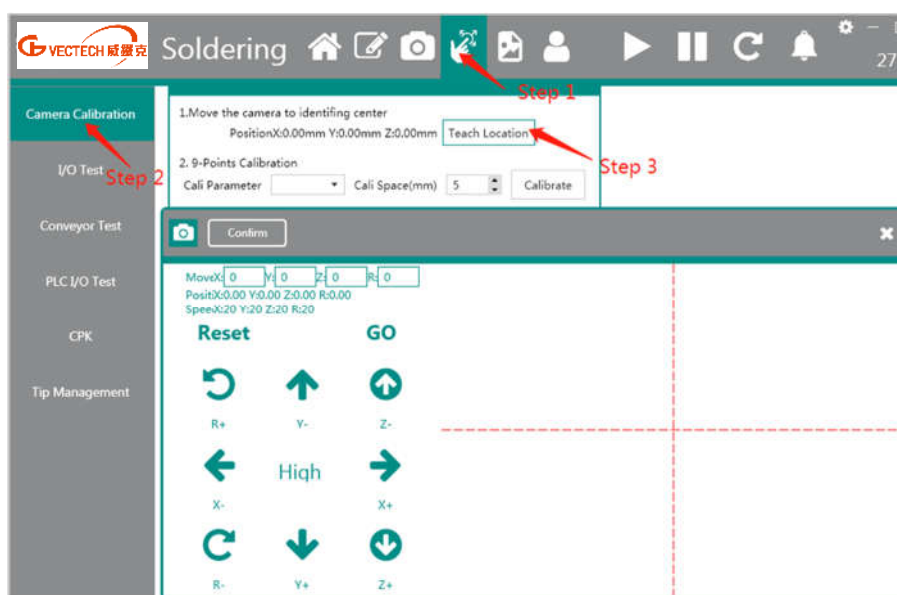 VECTECH 威鏍克
Soldering
27
Step 1
Camera Calibration
I/O Test
Step 2
Conveyor Test
PLC I/O Test
CPK
Tip Management
1.Move the camera to identifing center
PositionX:0.00mm Y:0.00mm Z:0.00mm Teach Location
Step 3
2. 9-Points Calibration
Cali Parameter Cali Space(mm) 5 Calibrate
Confirm
MoveX: 0 Y: 0 Z: 0 R: 0
PositiX:0.00 Y:0.00 Z:0.00 R:0.00
SpeeX:20 Y:20 Z:20 R:20
Reset GO
R+ Y- Z-
High
X- X+
R- Y+ Z+